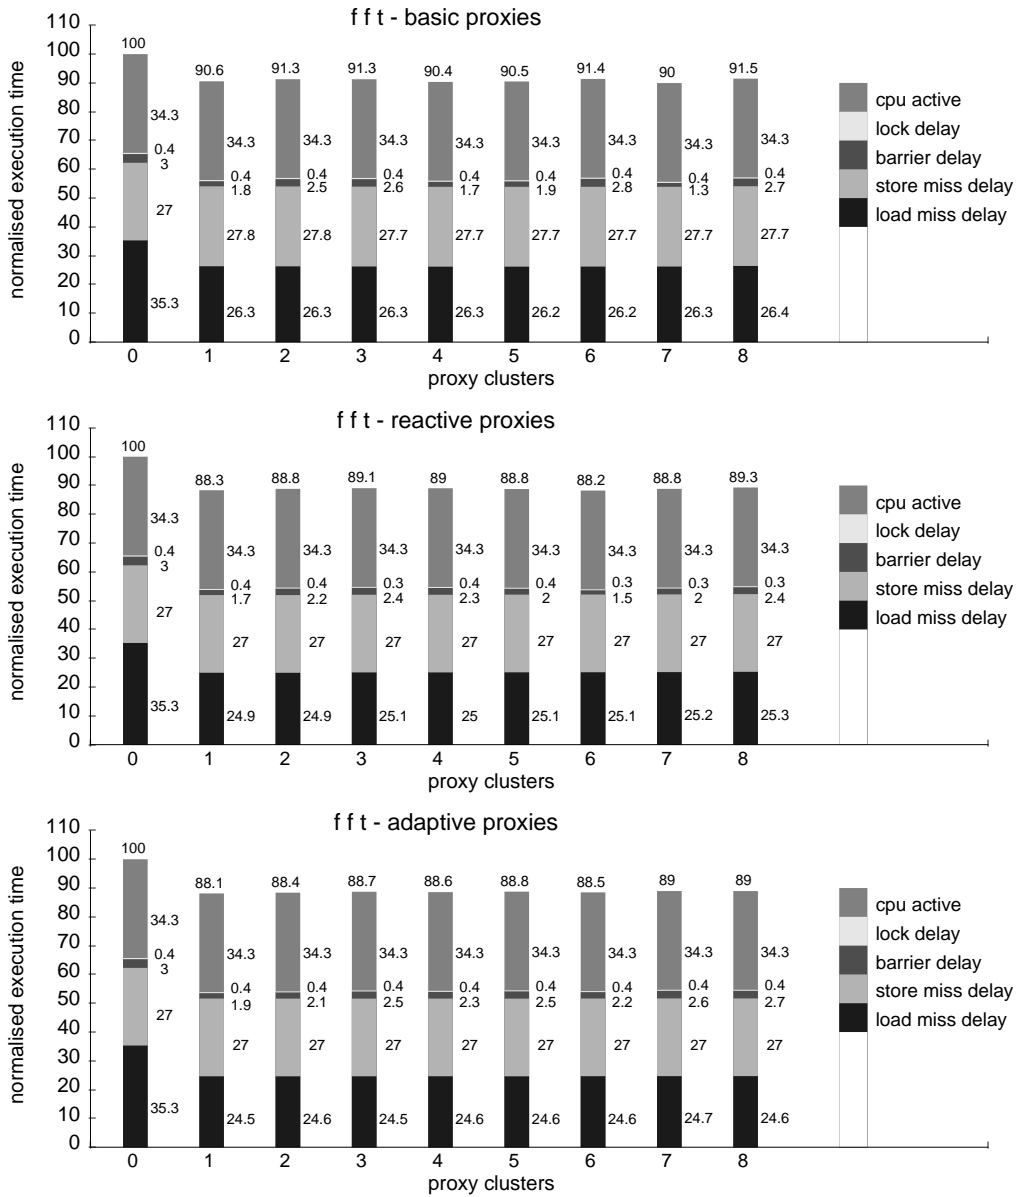 f f t - basic proxies
normalised execution time
110
100
90
80
70
60
50
40
30
20
10
0
100 90.6 91.3 91.3 90.4 90.5 91.4 90 91.5
34.3 34.3 34.3 34.3 34.3 34.3 34.3 34.3 34.3
0.4 0.4 0.4 0.4 0.4 0.4 0.4 0.4 0.4
3 1.8 2.5 2.6 1.7 1.9 2.8 1.3 2.7
27 27.8 27.8 27.7 27.7 27.7 27.7 27.7 27.7
35.3 26.3 26.3 26.3 26.3 26.2 26.2 26.3 26.4
0 1 2 3 4 5 6 7 8
proxy clusters
cpu active
lock delay
barrier delay
store miss delay
load miss delay
f f t - reactive proxies
normalised execution time
110
100
90
80
70
60
50
40
30
20
10
0
100 88.3 88.8 89.1 89 88.8 88.2 88.8 89.3
34.3 34.3 34.3 34.3 34.3 34.3 34.3 34.3 34.3
0.4 0.4 0.4 0.3 0.4 0.4 0.3 0.3 0.3
3 1.7 2.2 2.4 2.3 2 1.5 2 2.4
27 27 27 27 27 27 27 27 27
35.3 24.9 24.9 25.1 25 25.1 25.1 25.2 25.3
0 1 2 3 4 5 6 7 8
proxy clusters
cpu active
lock delay
barrier delay
store miss delay
load miss delay
f f t - adaptive proxies
normalised execution time
110
100
90
80
70
60
50
40
30
20
10
0
100 88.1 88.4 88.7 88.6 88.8 88.5 89 89
34.3 34.3 34.3 34.3 34.3 34.3 34.3 34.3 34.3
0.4 0.4 0.4 0.4 0.4 0.4 0.4 0.4 0.4
3 1.9 2.1 2.5 2.3 2.5 2.2 2.6 2.7
27 27 27 27 27 27 27 27 27
35.3 24.5 24.6 24.5 24.6 24.6 24.6 24.7 24.6
0 1 2 3 4 5 6 7 8
proxy clusters
cpu active
lock delay
barrier delay
store miss delay
load miss delay